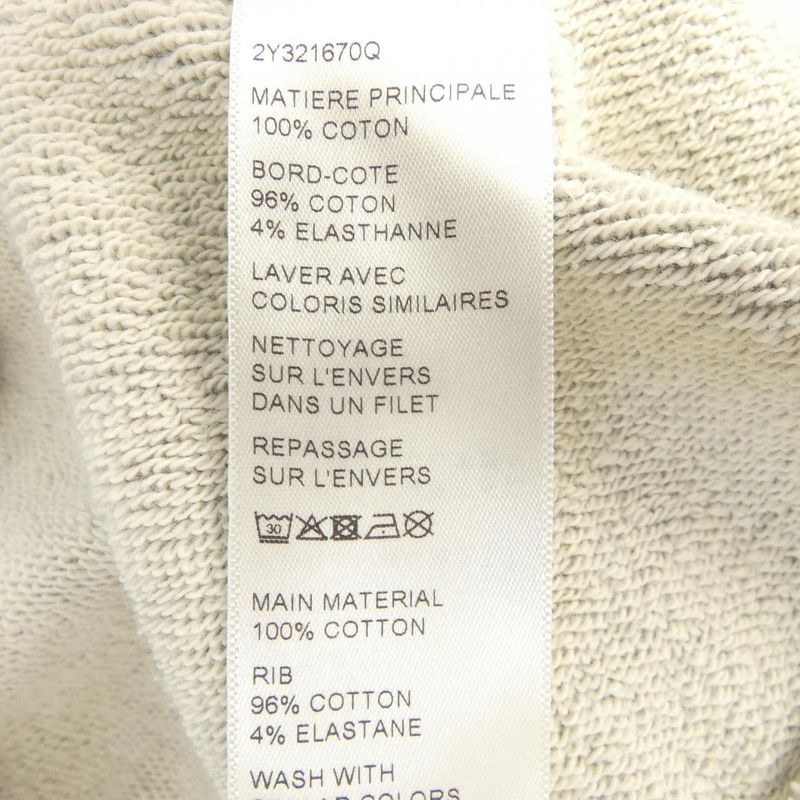 2Y321670Q
MATIERE PRINCIPALE
100% COTON
BORD-COTE
96% COTON
4% ELASTHANNE
LAVER AVEC
COLORIS SIMILAIRES
NETTOYAGE
SUR L'ENVERS
DANS UN FILET
REPASSAGE
SUR L'ENVERS
30
MAIN MATERIAL
100% COTTON
RIB
96% COTTON
4% ELASTANE
WASH WITH
COLORS